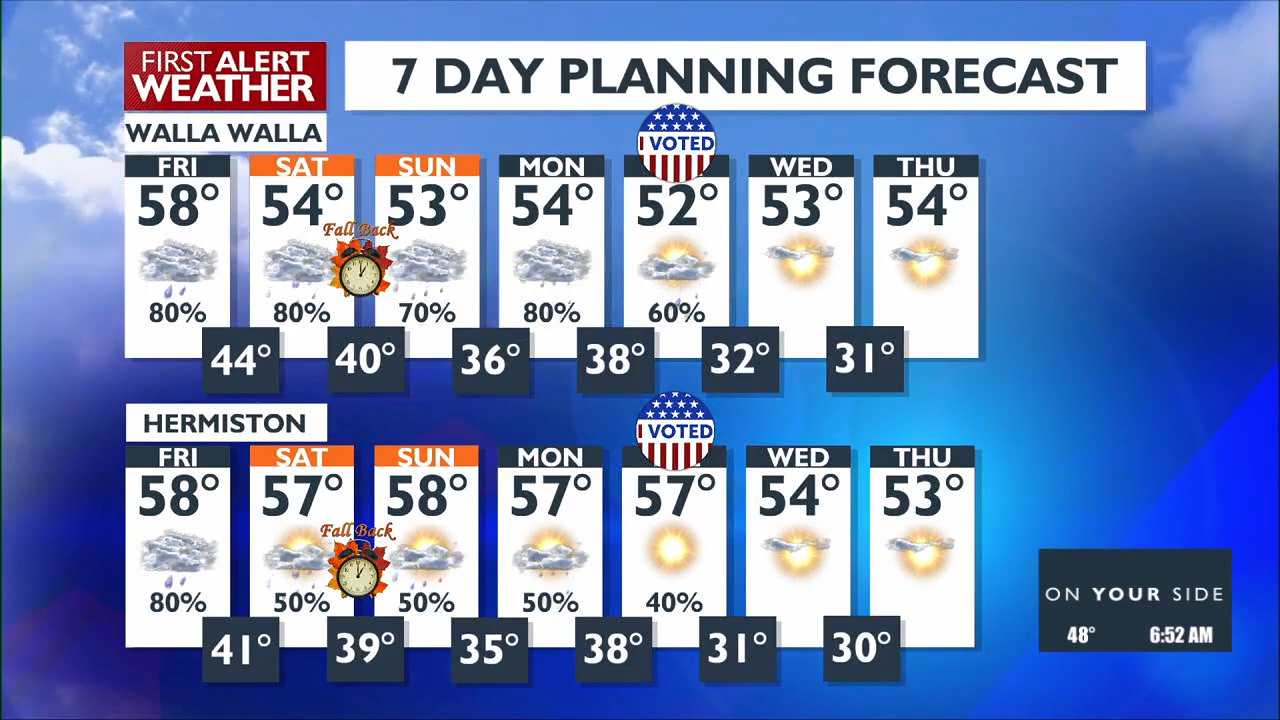 FIRST ALERT
WEATHER
7 DAY PLANNING FORECAST
WALLA WALLA
I VOTED
FRI SAT SUN MON WED THU
58° 54° 53° 54° 52° 53° 54°
Fall Back
80% 80% 70% 80% 60%
44° 40° 36° 38° 32° 31°
HERMISTON
I VOTED
FRI SAT SUN MON WED THU
58° 57° 58° 57° 57° 54° 53°
Fall Back
80% 50% 50% 50% 40%
41° 39° 35° 38° 31° 30°
ON YOUR SIDE
48° 6:52 AM